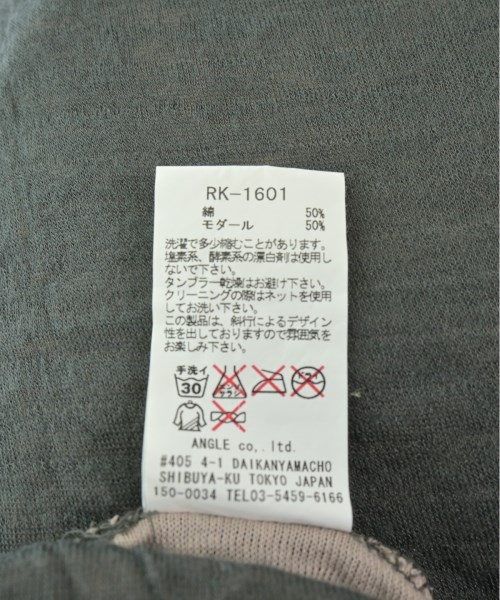 RK-1601
綿 50%
モダール 50%
洗濯で多少縮むことがあります。
塩素系、酵素系の漂白剤は使用し
ないで下さい。
タンブラー乾燥はお避け下さい。
クリーニングの際はネットを使用
してお洗い下さい。
この製品は、斜行によるデザイン
性を出しておりますので雰囲気を
お楽しみ下さい。
手洗イ
30
ドライ
ANGLE co,.ltd.
#405 4-1 DAIKANYAMACHO
SHIBUYA-KU TOKYO JAPAN
150-0034 TEL03-5459-6166